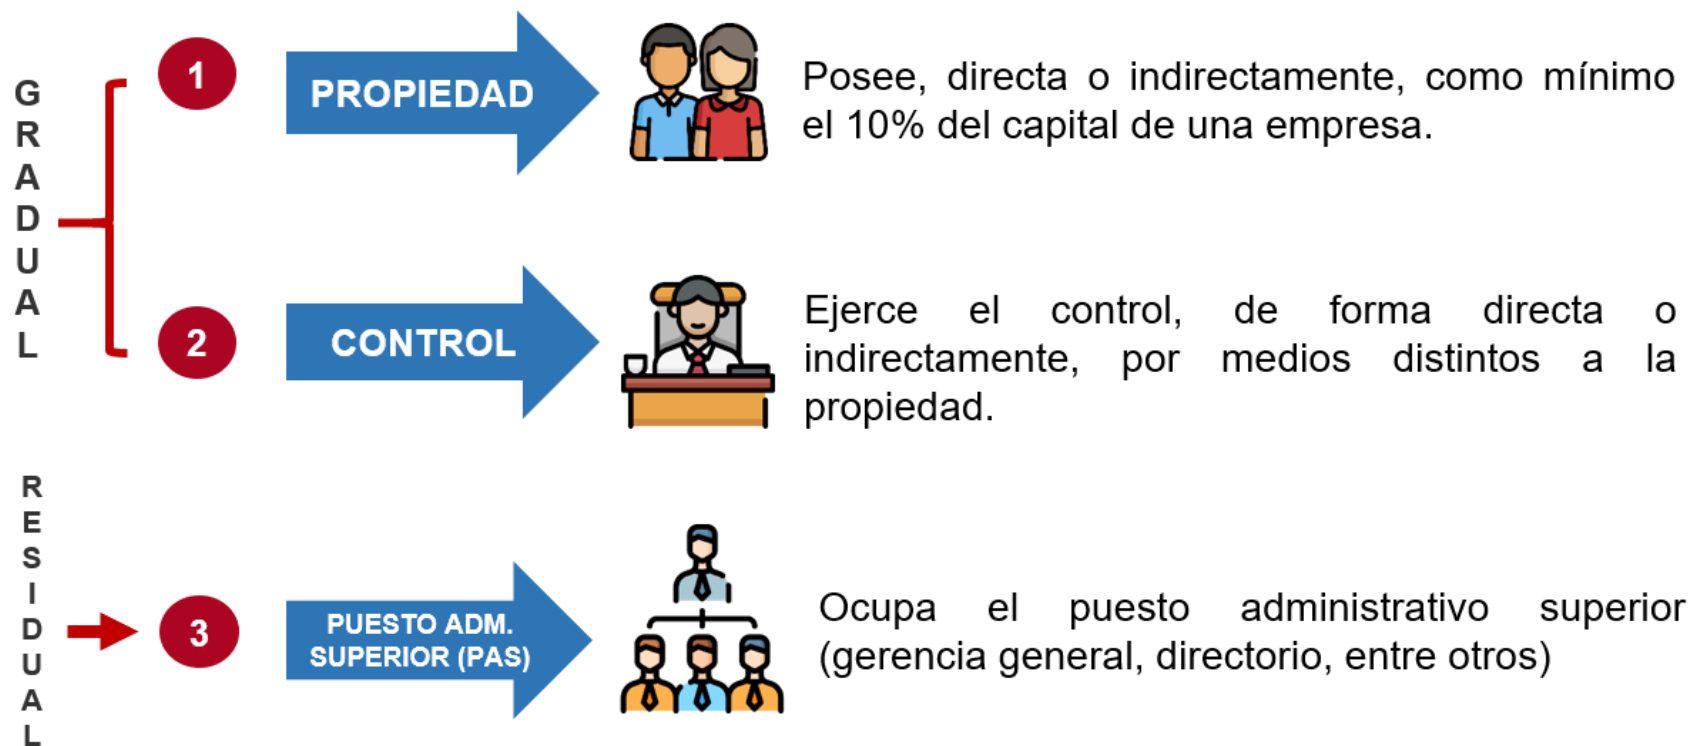 GRADUAL
1
PROPIEDAD
Posee, directa o indirectamente, como mínimo
el 10% del capital de una empresa.
2
CONTROL
Ejerce el control, de forma directa o
indirectamente, por medios distintos a la
propiedad.
RESIDUAL
3
PUESTO ADM.
SUPERIOR (PAS)
Ocupa el puesto administrativo superior
(gerencia general, directorio, entre otros)